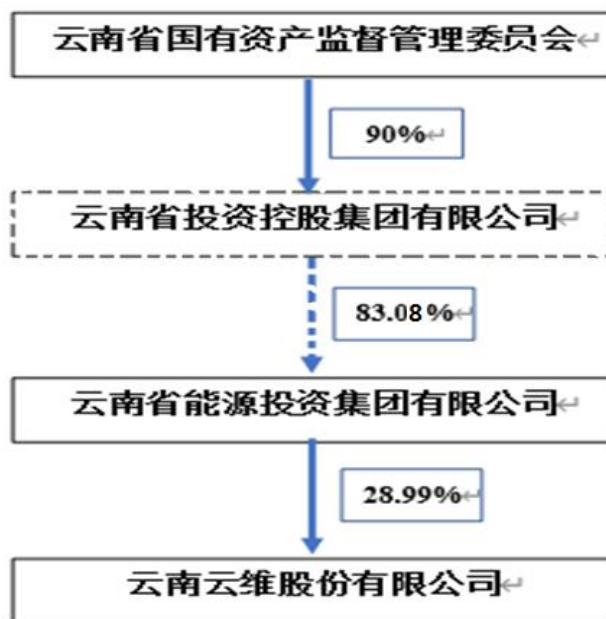 云南省国有资产监督管理委员会↵
90%↵
云南省投资控股集团有限公司↵
83.08%↵
云南省能源投资集团有限公司↵
28.99%↵
云南云维股份有限公司↵